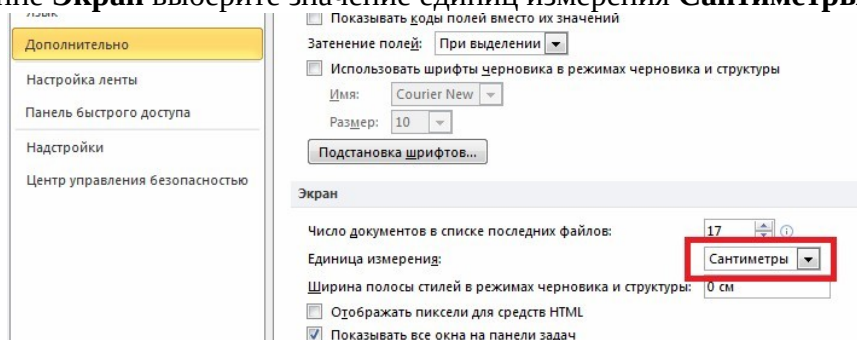 Экран выберите значение единиц измерения Сантиметры
Язык
Дополнительно
Настройка ленты
Панель быстрого доступа
Надстройки
Центр управления безопасностью
Показывать коды полей вместо их значений
Затенение полей: При выделении
Использовать шрифты черновика в режимах черновика и структуры
Имя: Courier New
Размер: 10
Подстановка шрифтов...
Экран
Число документов в списке последних файлов: 17
Единица измерения: Сантиметры
Ширина полосы стилей в режимах черновика и структуры: 0 см
Отображать пиксели для средств HTML
Показывать все окна на панели задач